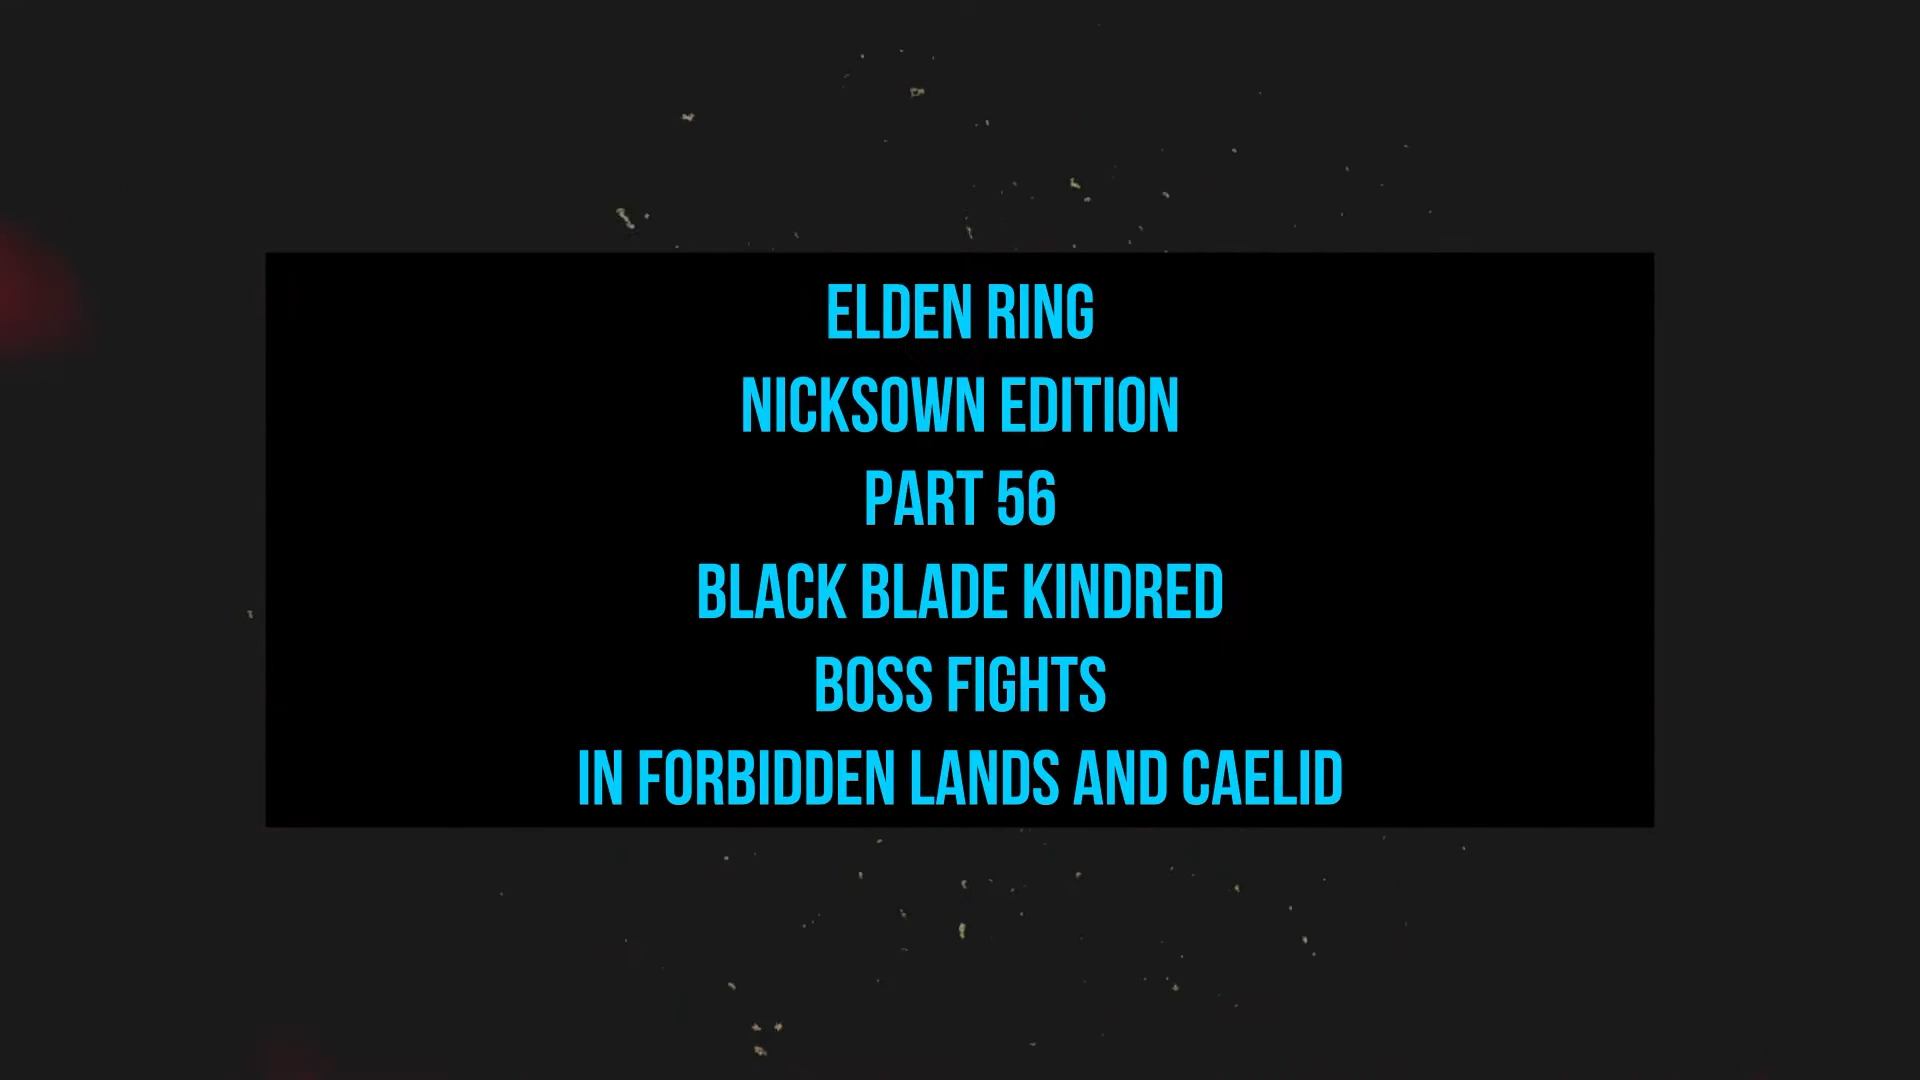 ELDEN RING
NICKSOWN EDITION
PART 56
BLACK BLADE KINDRED
BOSS FIGHTS
IN FORBIDDEN LANDS AND CAELID